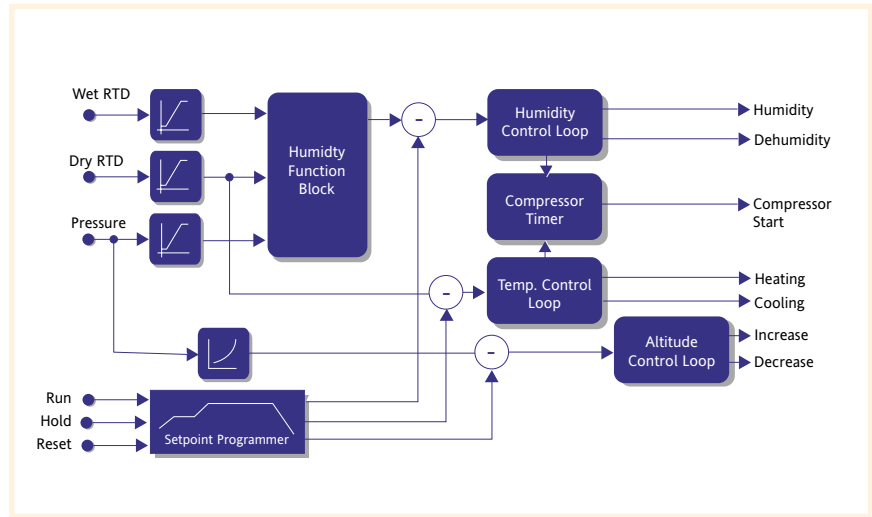 Wet RTD
Dry RTD
Pressure
Humidty
Function
Block
-
Humidity
Control Loop
Humidity
Dehumidity
Compressor
Timer
Compressor
Start
-
Temp. Control
Loop
Heating
Cooling
-
Altitude
Control Loop
Increase
Decrease
Run
Hold
Reset
Setpoint Programmer